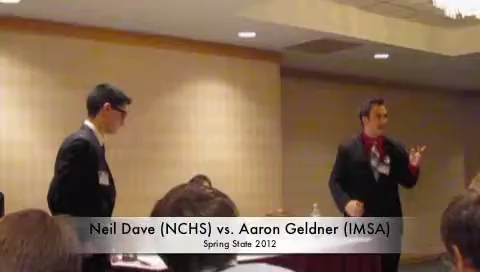 Neil Dave (NCHS) vs. Aaron Geldner (IMSA)
Spring State 2012